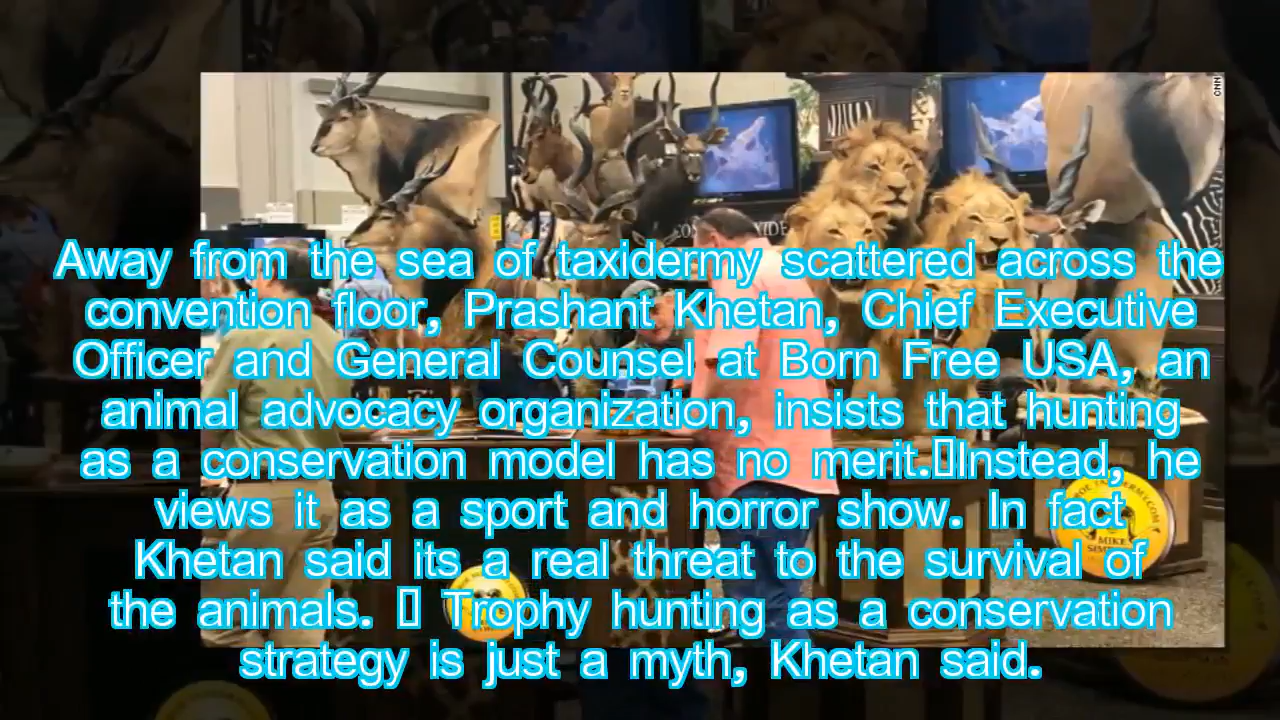 CNN
Away from the sea of taxidermy scattered across the
convention floor, Prashant Khetan, Chief Executive
Officer and General Counsel at Born Free USA, an
animal advocacy organization, insists that hunting
as a conservation model has no merit.▯Instead, he
views it as a sport and horror show. In fact
Khetan said its a real threat to the survival of
the animals. ▯ Trophy hunting as a conservation
strategy is just a myth, Khetan said.
MIKE